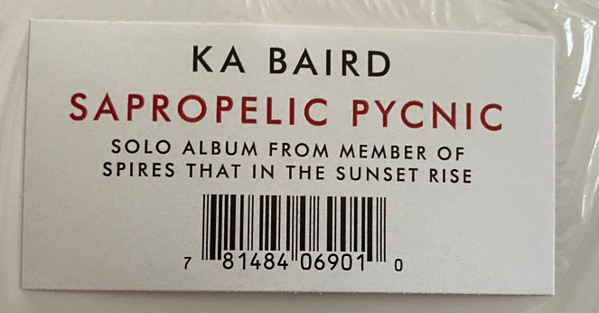 KA BAIRD
SAPROPELIC PYCNIC
SOLO ALBUM FROM MEMBER OF
SPIRES THAT IN THE SUNSET RISE
7 81484 06901 0